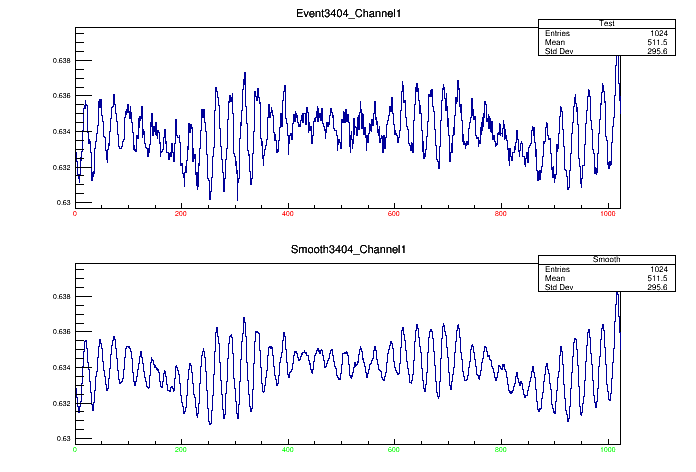 Event3404_Channel1
Test
Entries 1024
Mean 511.5
Std Dev 295.6
0.638
0.636
0.634
0.632
0.63
0 200 400 600 800 1000
Smooth3404_Channel1
Smooth
Entries 1024
Mean 511.5
Std Dev 295.6
0.638
0.636
0.634
0.632
0.63
0 200 400 600 800 1000